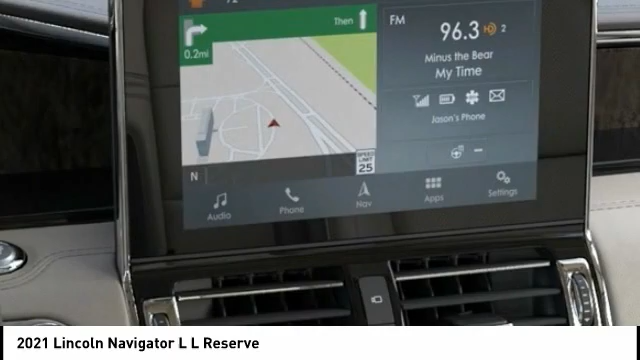 FM
Then
96.3 HD 2
0.2mi
Minus the Bear
My Time
Jason's Phone
SPEED
LIMIT
25
N
Audio
Phone
Nav
Apps
Settings
2021 Lincoln Navigator L L Reserve